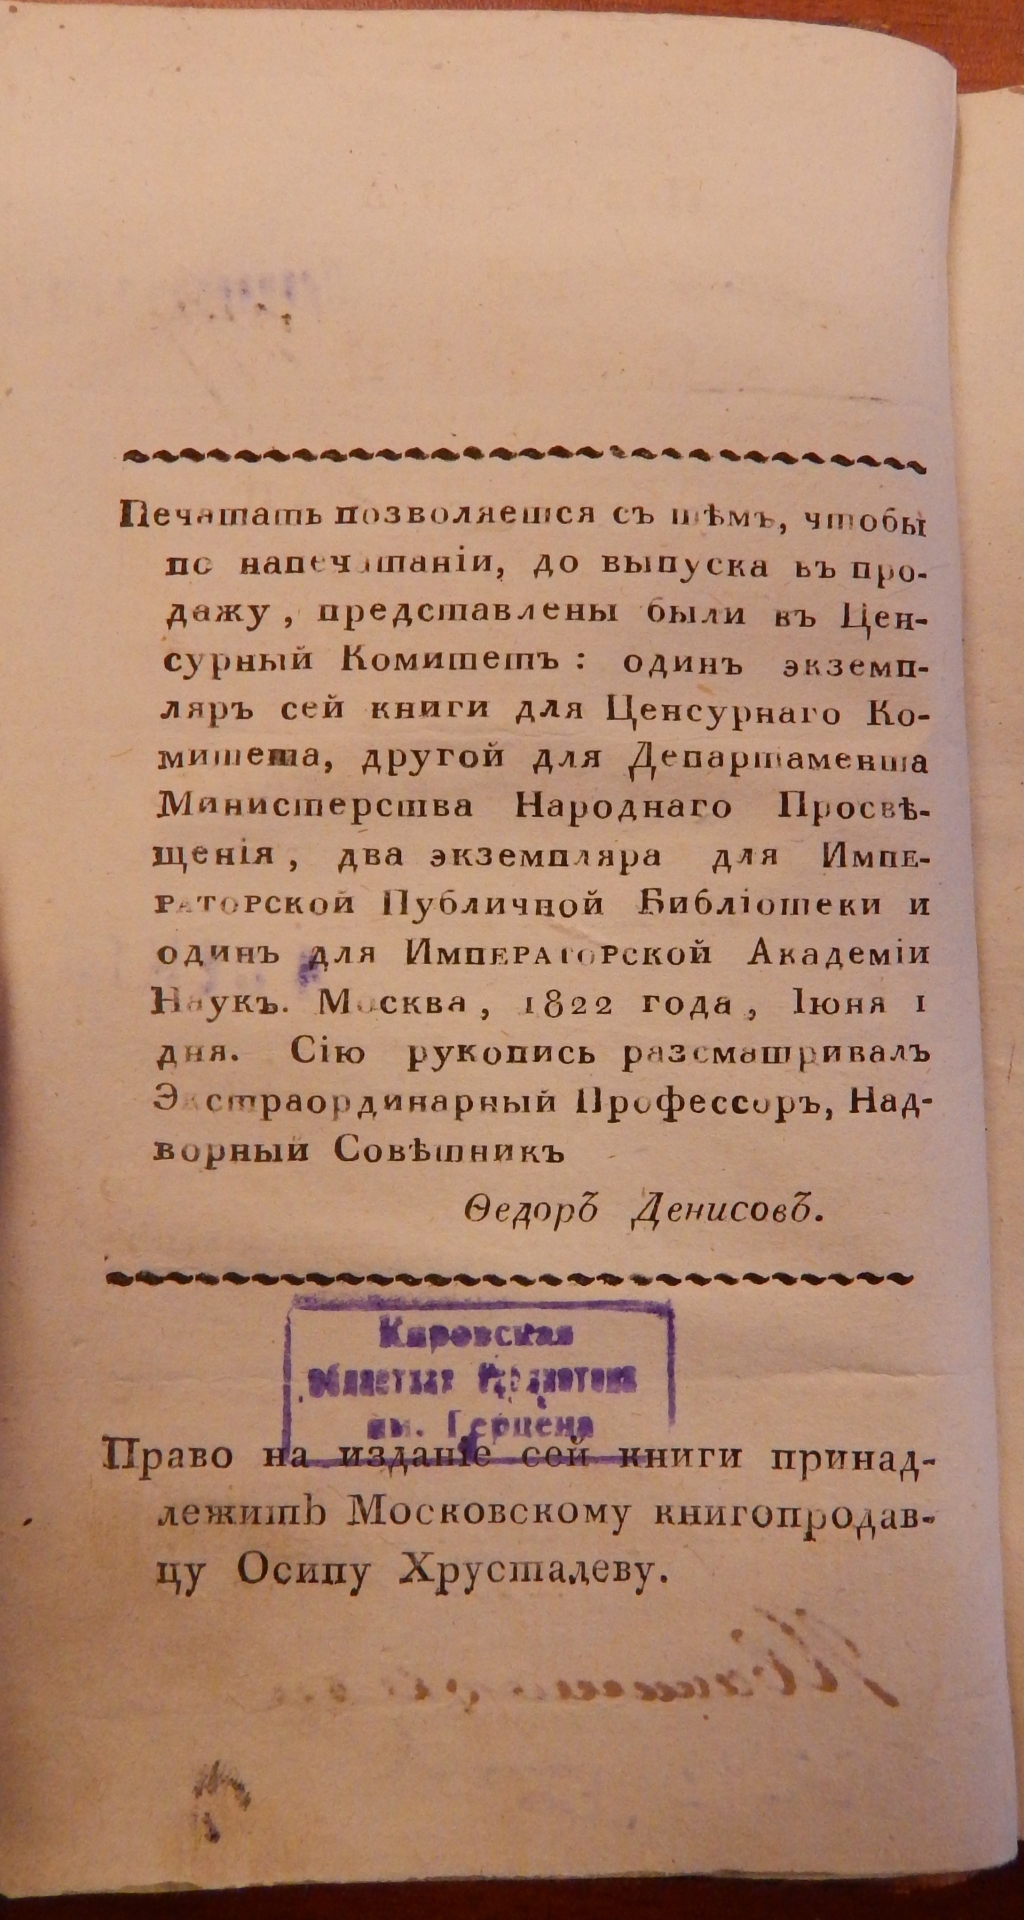 Печатать позволяется съ тѣмъ, чтобы
по напечатаніи, до выпуска въ про-
дажу, представлены были въ Цен-
сурный Комитетъ: одинъ экземп-
ляръ сей книги для Ценсурнаго Ко-
митета, другой для Департамента
Министерства Народнаго Просвѣ-
щенія, два экземпляра для Импе-
раторской Публичной Библіотеки и
одинъ для Императорской Академіи
Наукъ. Москва, 1822 года, Іюня 1
дня. Сію рукопись разсматривалъ
Экстраординарный Профессоръ, Над-
ворный Совѣтникъ
Ѳедоръ Денисовъ.
Кировская
областная библиотека
им. Герцена
Право на изданіе сей книги принад-
лежитъ Московскому книгопродав-
цу Осипу Хрусталеву.